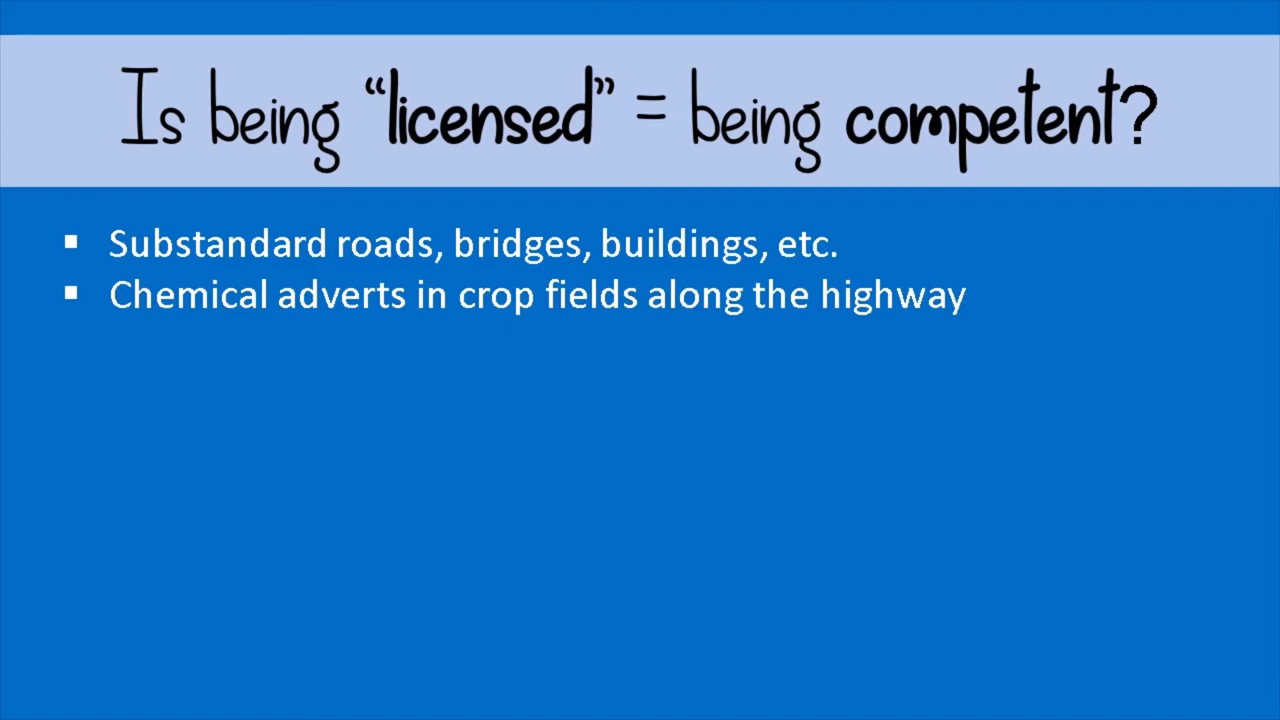 Is being “licensed” = being competent?
▪ Substandard roads, bridges, buildings, etc.
▪ Chemical adverts in crop fields along the highway